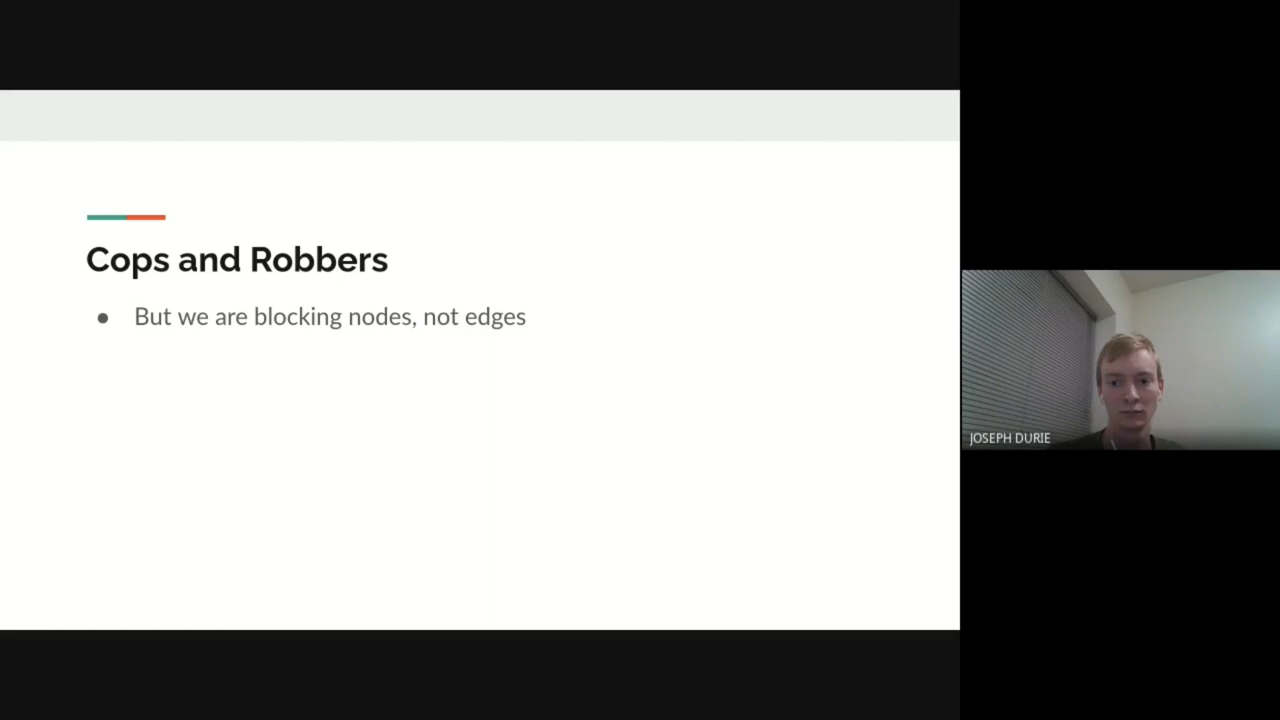 Cops and Robbers
● But we are blocking nodes, not edges
JOSEPH DURIE